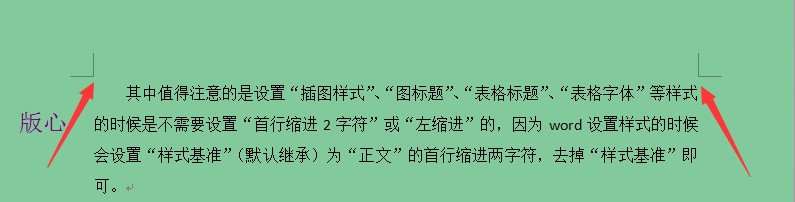 其中值得注意的是设置“插图样式”、“图标题”、“表格标题”、“表格字体”等样式
版心
的时候是不需要设置“首行缩进 2 字符”或“左缩进”的，因为 word 设置样式的时候
会设置“样式基准”（默认继承）为“正文”的首行缩进两字符，去掉“样式基准”即
可。